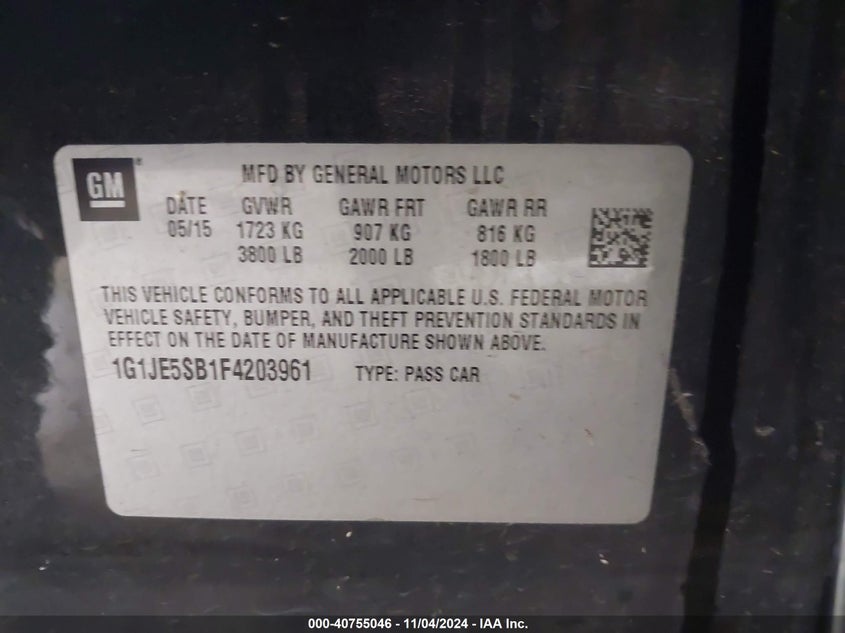 GM
MFD BY GENERAL MOTORS LLC
DATE GVWR GAWR FRT GAWR RR
05/15 1723 KG 907 KG 816 KG
3800 LB 2000 LB 1800 LB
THIS VEHICLE CONFORMS TO ALL APPLICABLE U.S. FEDERAL MOTOR
VEHICLE SAFETY, BUMPER, AND THEFT PREVENTION STANDARDS IN
EFFECT ON THE DATE OF MANUFACTURE SHOWN ABOVE.
1G1JE5SB1F4203961 TYPE: PASS CAR
000-40755046 - 11/04/2024 - IAA Inc.